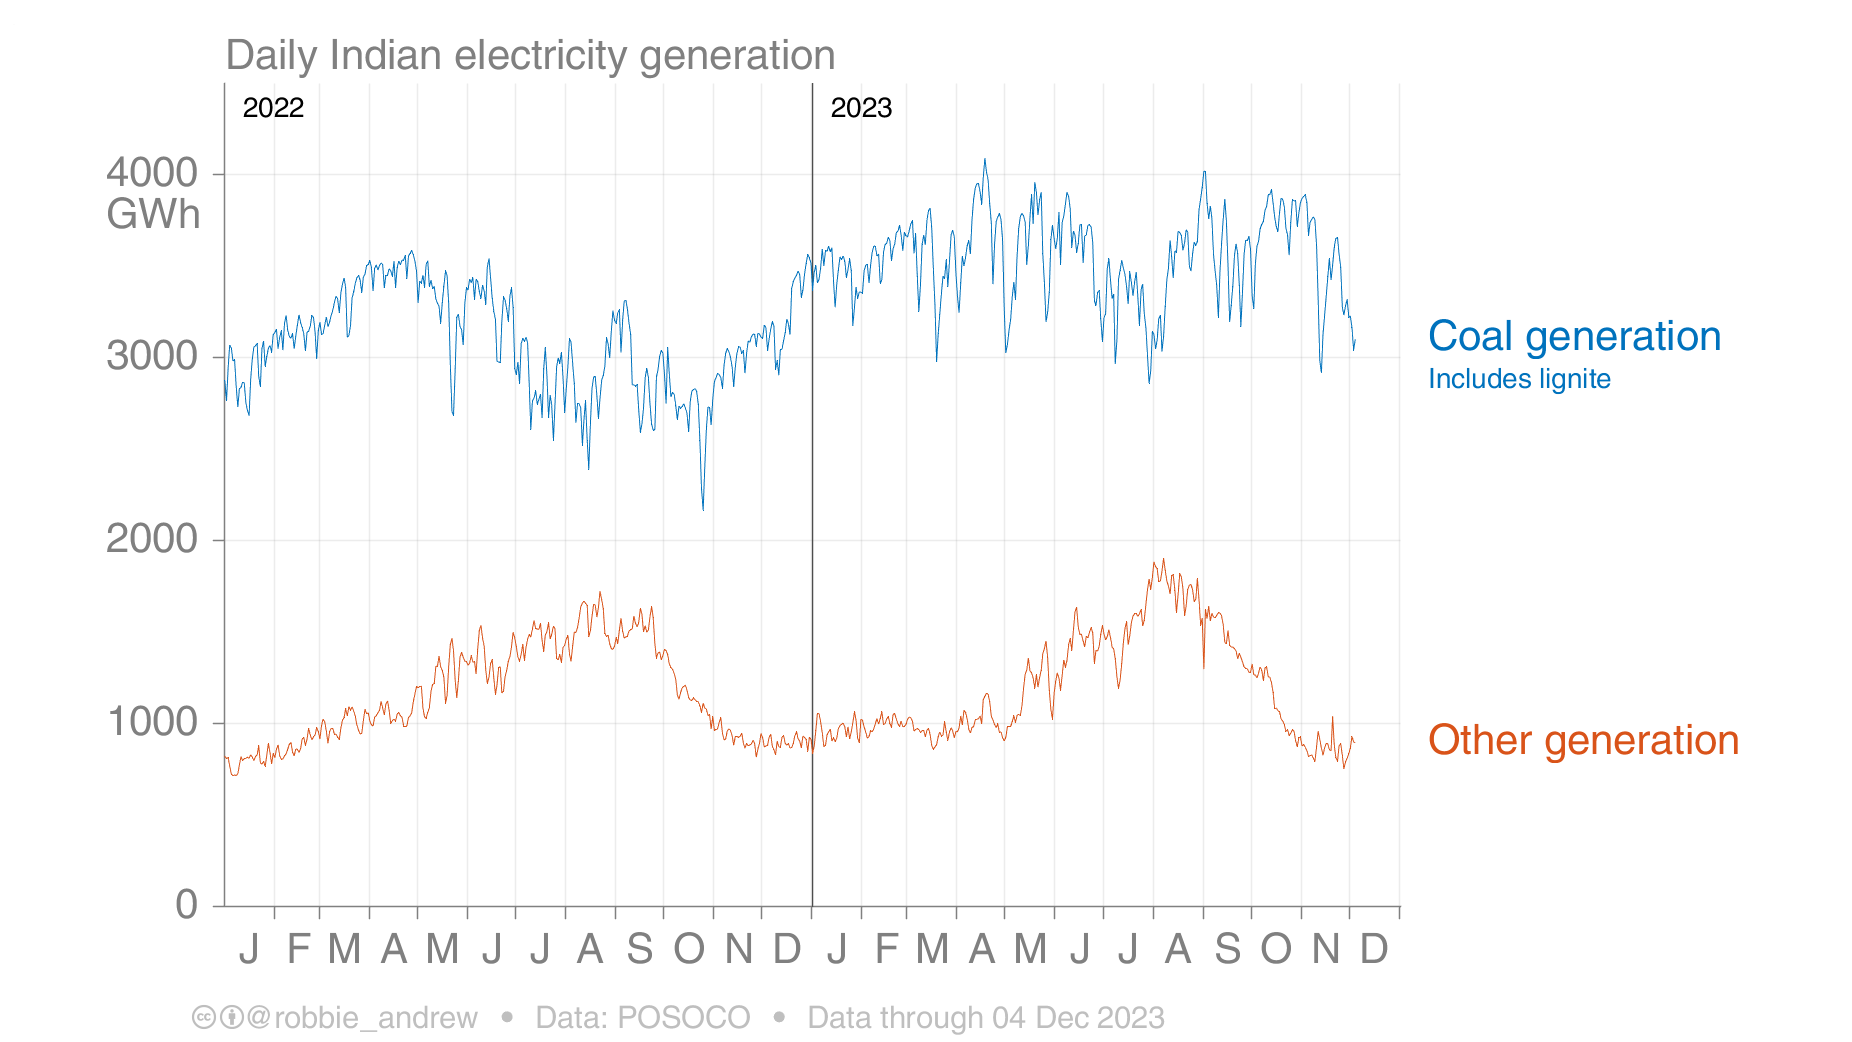 Daily Indian electricity generation
2022
2023
4000
GWh
3000
2000
1000
0
Coal generation
Includes lignite
Other generation
J F M A M J J A S O N D J F M A M J J A S O N D
cc @robbie_andrew • Data: POSOCO • Data through 04 Dec 2023